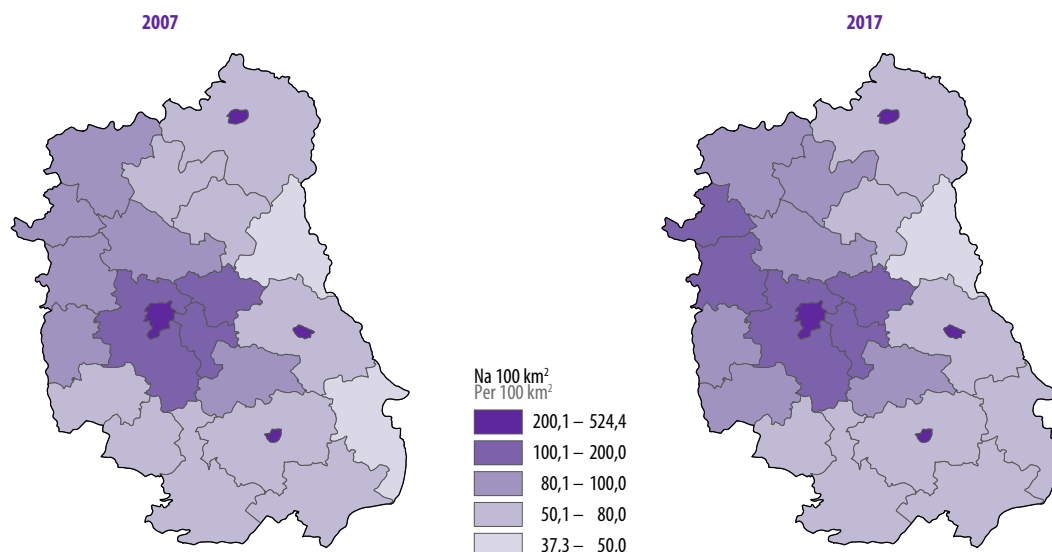 2007
2017
Na 100 km²
Per 100 km²
200,1 – 524,4
100,1 – 200,0
80,1 – 100,0
50,1 – 80,0
37,3 – 50,0